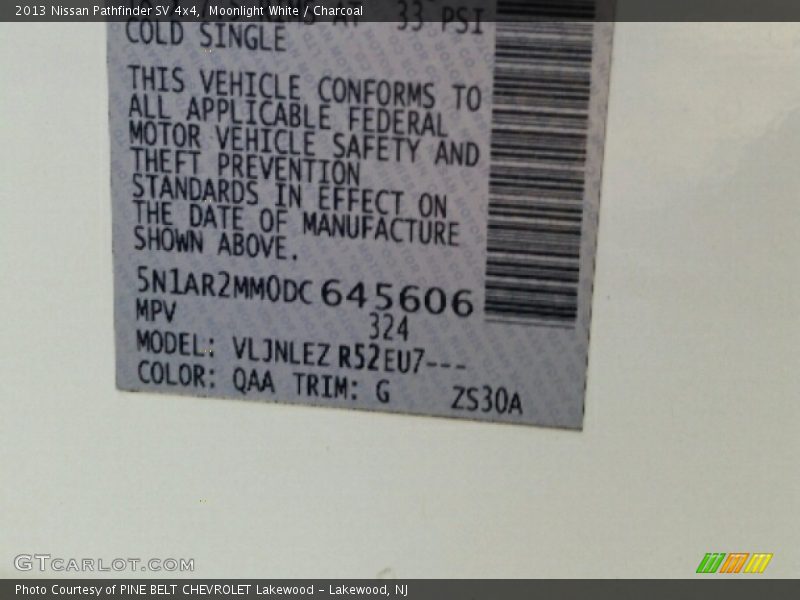 2013 Nissan Pathfinder SV 4x4, Moonlight White / Charcoal
33 PSI
COLD SINGLE
THIS VEHICLE CONFORMS TO
ALL APPLICABLE FEDERAL
MOTOR VEHICLE SAFETY AND
THEFT PREVENTION
STANDARDS IN EFFECT ON
THE DATE OF MANUFACTURE
SHOWN ABOVE.
5N1AR2MM0DC 645606
MPV 324
MODEL: VLJNLEZ R52EU7---
COLOR: QAA TRIM: G ZS30A
GTCARLOT.COM
Photo Courtesy of PINE BELT CHEVROLET Lakewood - Lakewood, NJ